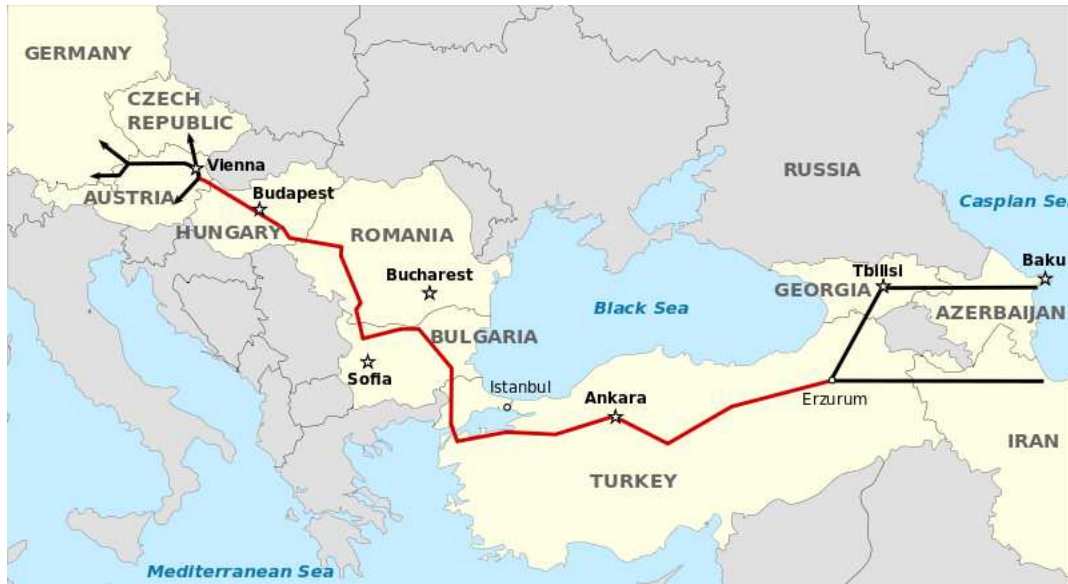 GERMANY
CZECH
REPUBLIC
Vienna
AUSTRIA
Budapest
HUNGARY
ROMANIA
Bucharest
BULGARIA
Sofia
Istanbul
Ankara
TURKEY
Erzurum
Black Sea
RUSSIA
Caspian Sea
Tbilisi
GEORGIA
Baku
AZERBAIJAN
IRAN
Mediterranean Sea